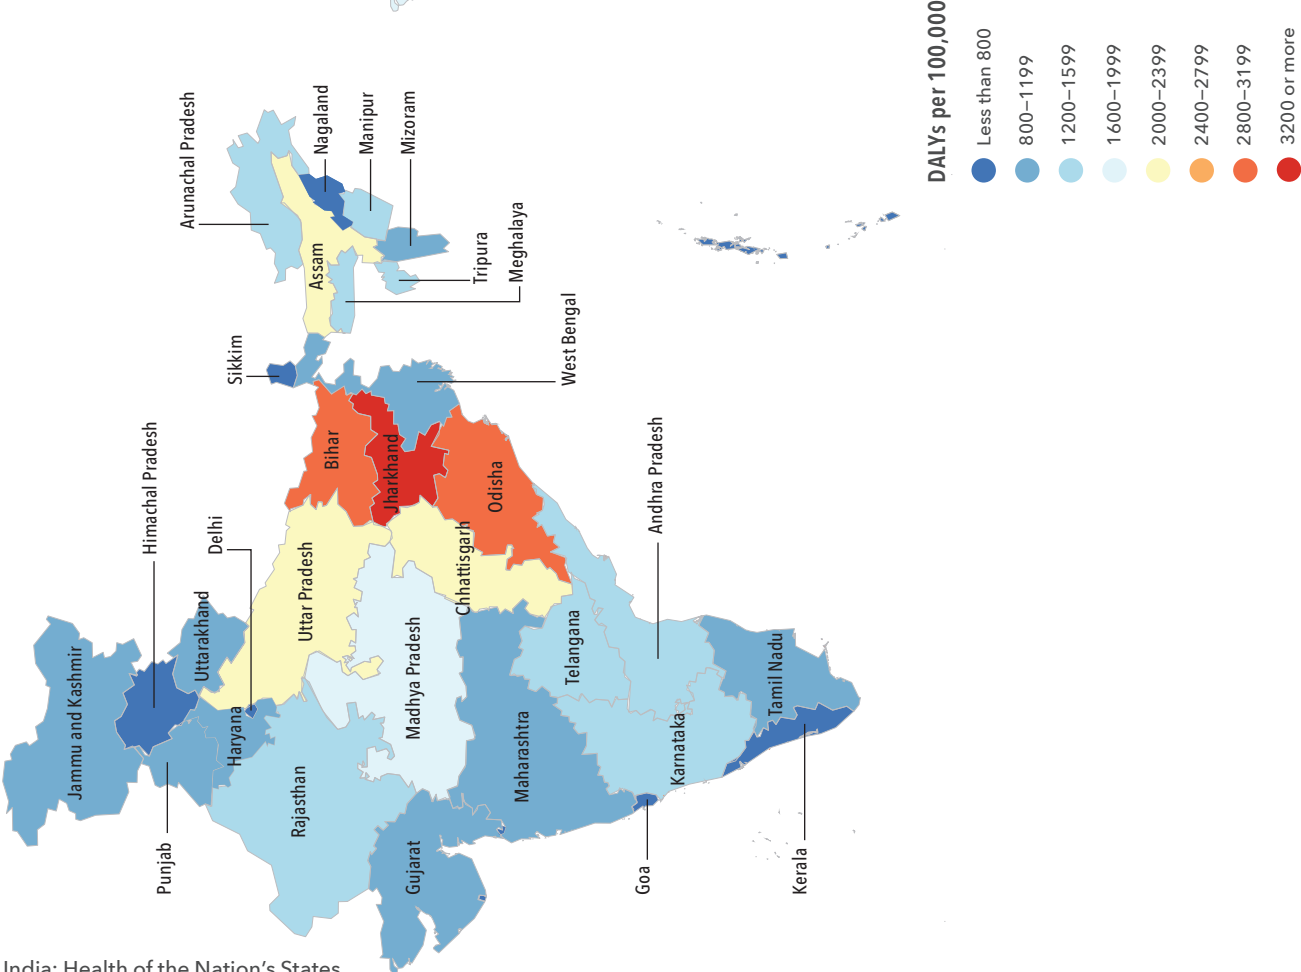 Arunachal Pradesh
Nagaland
Manipur
Mizoram
Assam
Tripura
Meghalaya
Sikkim
West Bengal
Himachal Pradesh
Delhi
Bihar
Jharkhand
Odisha
Andhra Pradesh
Uttarakhand
Uttar Pradesh
Chhattisgarh
Jammu and Kashmir
Haryana
Madhya Pradesh
Telangana
Tamil Nadu
Rajasthan
Maharashtra
Karnataka
Punjab
Gujarat
Goa
Kerala
DALYs per 100,000
Less than 800
800–1199
1200–1599
1600–1999
2000–2399
2400–2799
2800–3199
3200 or more
India: Health of the Nation's States